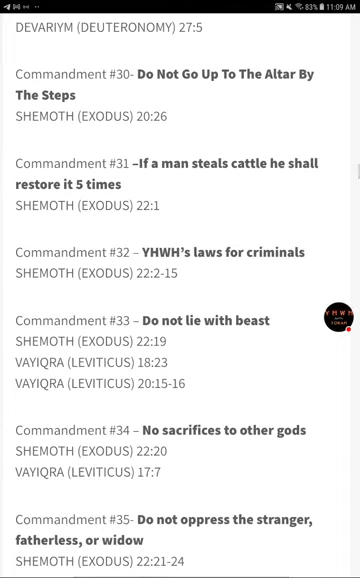 83% 11:09 AM
DEVARIYM (DEUTERONOMY) 27:5
Commandment #30- Do Not Go Up To The Altar By
The Steps
SHEMOTH (EXODUS) 20:26
Commandment #31 –If a man steals cattle he shall
restore it 5 times
SHEMOTH (EXODUS) 22:1
Commandment #32 – YHWH’s laws for criminals
SHEMOTH (EXODUS) 22:2-15
Commandment #33 – Do not lie with beast
SHEMOTH (EXODUS) 22:19
VAYIQRA (LEVITICUS) 18:23
VAYIQRA (LEVITICUS) 20:15-16
Commandment #34 – No sacrifices to other gods
SHEMOTH (EXODUS) 22:20
VAYIQRA (LEVITICUS) 17:7
Commandment #35- Do not oppress the stranger,
fatherless, or widow
SHEMOTH (EXODUS) 22:21-24